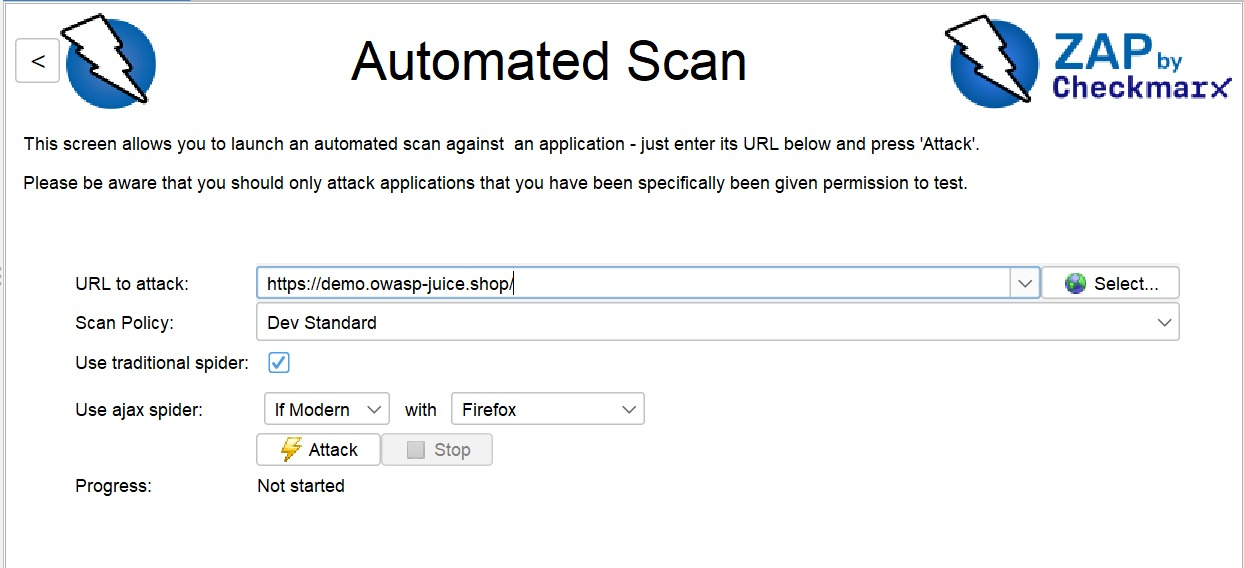 <
Automated Scan
ZAP by
Checkmarx
This screen allows you to launch an automated scan against  an application - just enter its URL below and press 'Attack'.
Please be aware that you should only attack applications that you have been specifically been given permission to test.
URL to attack: https://demo.owasp-juice.shop/ Select...
Scan Policy: Dev Standard
Use traditional spider:
Use ajax spider: If Modern with Firefox
Attack Stop
Progress: Not started